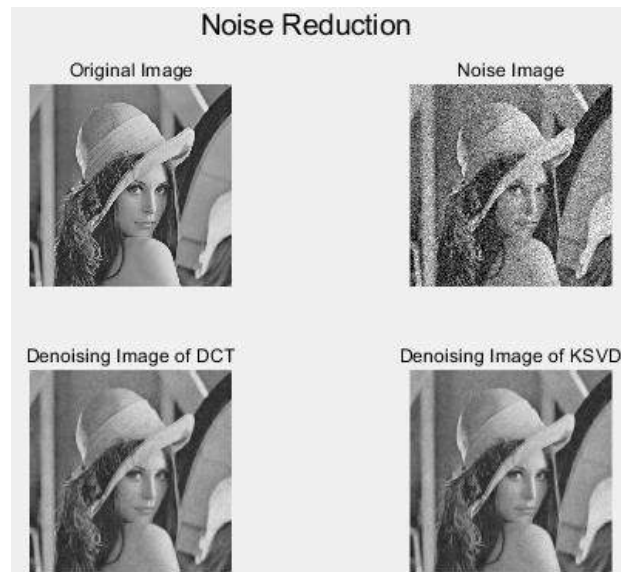 Noise Reduction
Original Image
Noise Image
Denoising Image of DCT
Denoising Image of KSVD